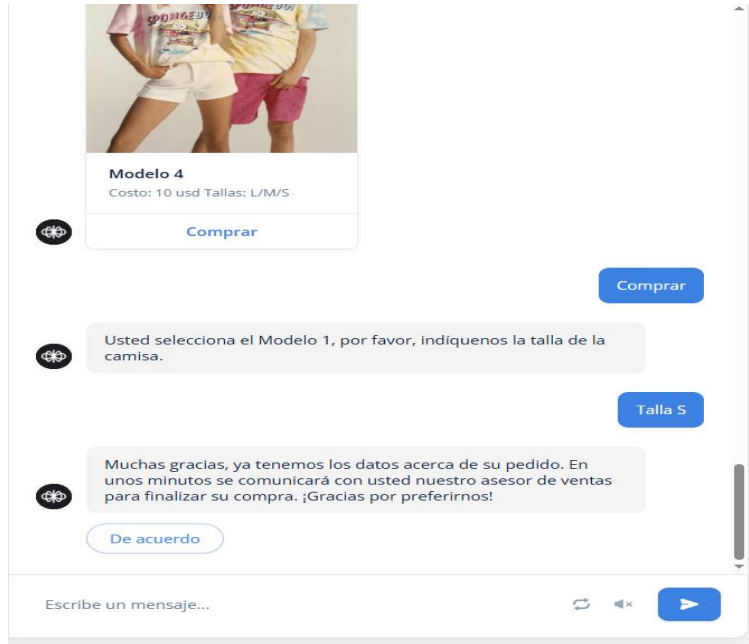 SPONGEBOB
Modelo 4
Costo: 10 usd Tallas: L/M/S
Comprar
Comprar
Usted selecciona el Modelo 1, por favor, indíquenos la talla de la
camisa.
Talla S
Muchas gracias, ya tenemos los datos acerca de su pedido. En
unos minutos se comunicará con usted nuestro asesor de ventas
para finalizar su compra. ¡Gracias por preferirnos!
De acuerdo
Escribe un mensaje...